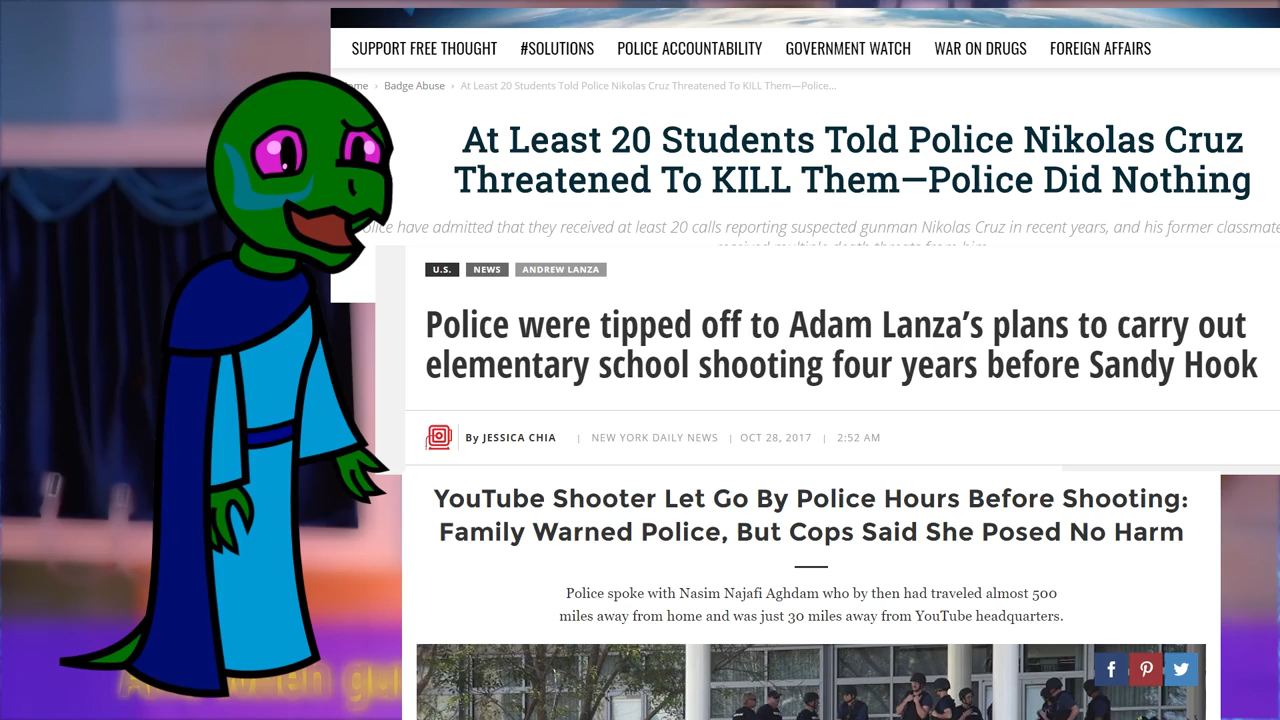 SUPPORT FREE THOUGHT #SOLUTIONS POLICE ACCOUNTABILITY GOVERNMENT WATCH WAR ON DRUGS FOREIGN AFFAIRS
Badge Abuse › At Least 20 Students Told Police Nikolas Cruz Threatened To KILL Them—Police...
At Least 20 Students Told Police Nikolas Cruz
Threatened To KILL Them—Police Did Nothing
have admitted that they received at least 20 calls reporting suspected gunman Nikolas Cruz in recent years, and his former classmate
U.S. NEWS ANDREW LANZA
Police were tipped off to Adam Lanza's plans to carry out
elementary school shooting four years before Sandy Hook
By JESSICA CHIA | NEW YORK DAILY NEWS | OCT 28, 2017 | 2:52 AM
YouTube Shooter Let Go By Police Hours Before Shooting:
Family Warned Police, But Cops Said She Posed No Harm
Police spoke with Nasim Najafi Aghdam who by then had traveled almost 500
miles away from home and was just 30 miles away from YouTube headquarters.